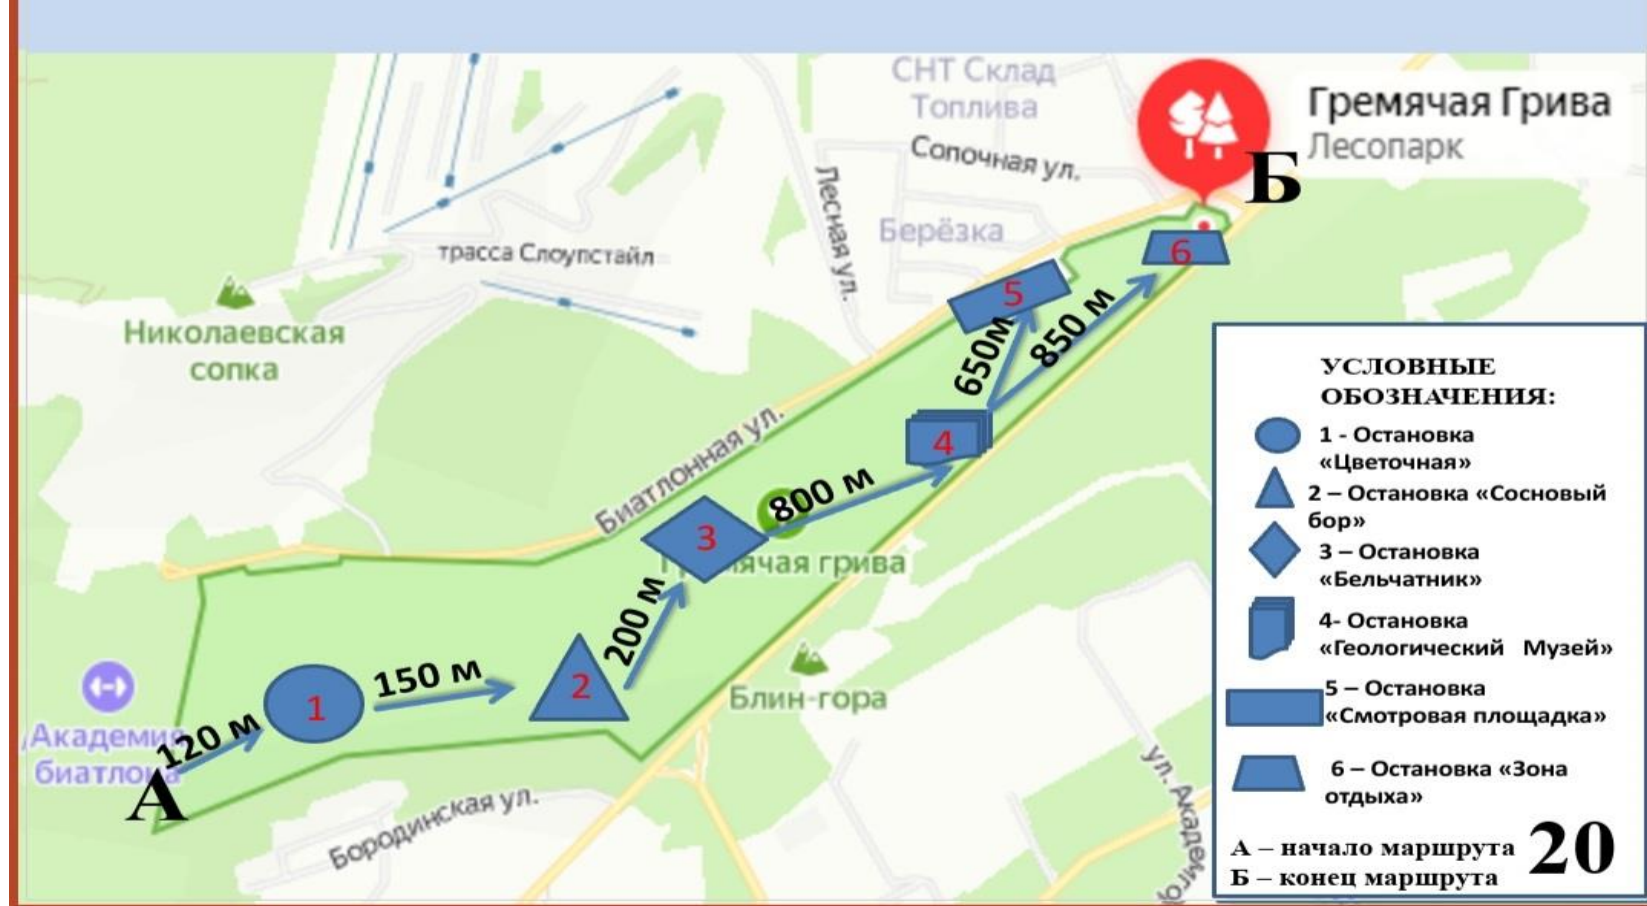 СНТ Склад
Топлива
Сопочная ул.
Гремячая Грива
Лесопарк
Б
Лесная ул.
Берёзка
трасса Слоупстайл
6
5
Николаевская
сопка
650м
850 м
4
Биатлонная ул.
800 м
3
Гремячая грива
200 м
Блин-гора
2
150 м
1
Академия
биатлона
120 м
А
Бородинская ул.
УСЛОВНЫЕ
ОБОЗНАЧЕНИЯ:
1 - Остановка
«Цветочная»
2 – Остановка «Сосновый
бор»
3 – Остановка
«Бельчатник»
4- Остановка
«Геологический Музей»
5 – Остановка
«Смотровая площадка»
6 – Остановка «Зона
отдыха»
А – начало маршрута
Б – конец маршрута
20